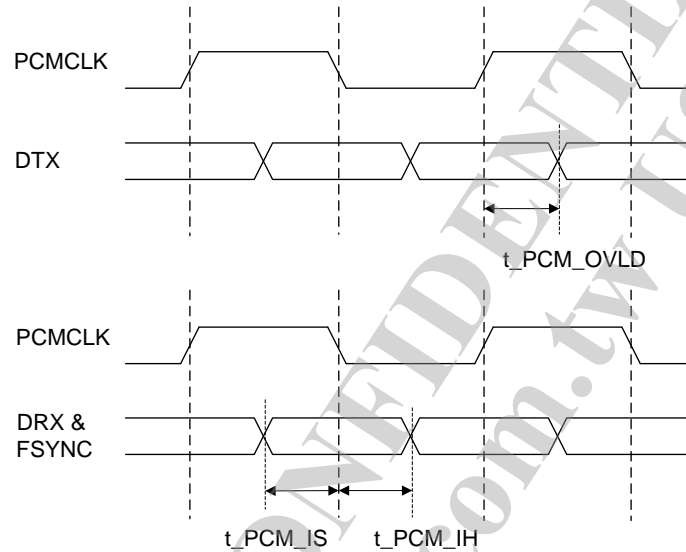 PCMCLK
DTX
t_PCM_OVLD
PCMCLK
DRX &
FSYNC
t_PCM_IS
t_PCM_IH